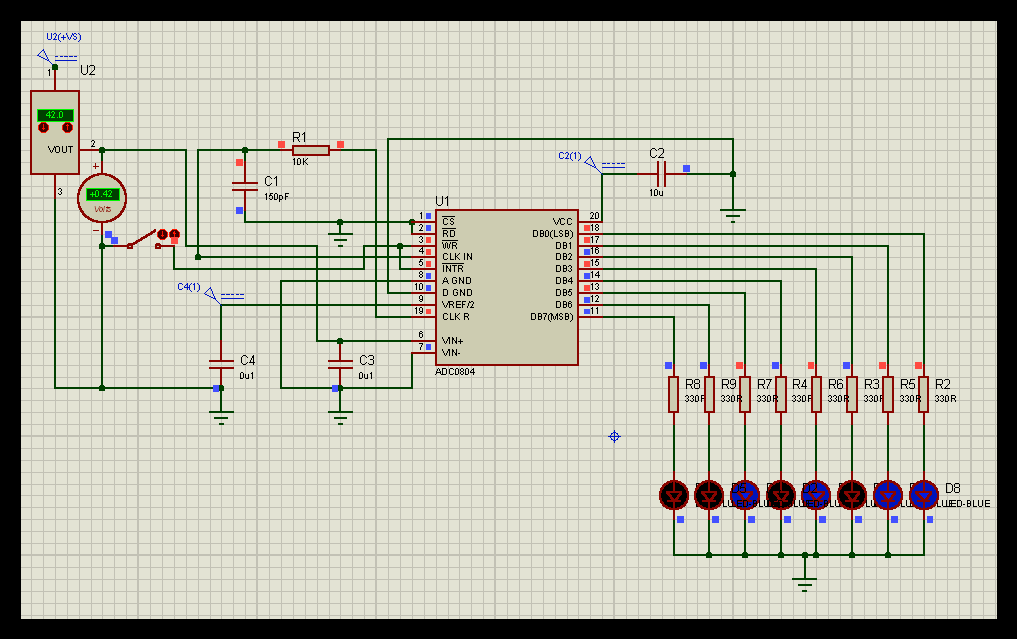 U2(+VS)
1
U2
42.0
VOUT
2
3
+
+0.42
Volts
−
R1
10K
C1
150pF
C2(1)
C2
10u
C4(1)
C4
0u1
C3
0u1
U1
1 CS
2 RD
3 WR
4 CLK IN
5 INTR
8 A GND
10 D GND
9 VREF/2
19 CLK R
6 VIN+
7 VIN-
VCC 20
DB0(LSB) 18
DB1 17
DB2 16
DB3 15
DB4 14
DB5 13
DB6 12
DB7(MSB) 11
ADC0804
R8 R9 R7 R4 R6 R3 R5 R2
330R 330R 330R 330R 330R 330R 330R 330R
D8
LED-BLUE